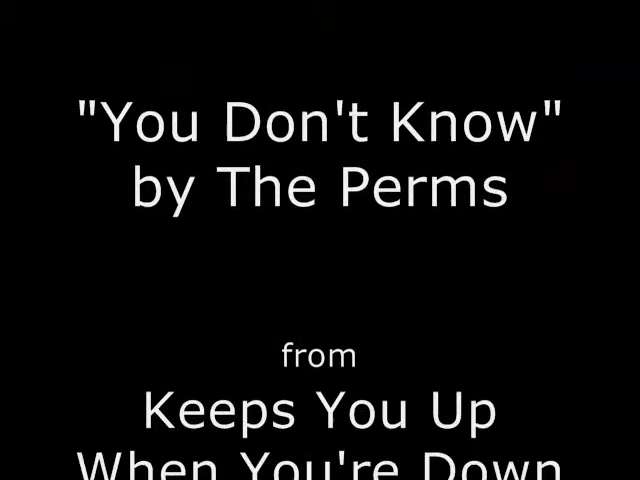 "You Don't Know"
by The Perms
from
Keeps You Up
When You're Down